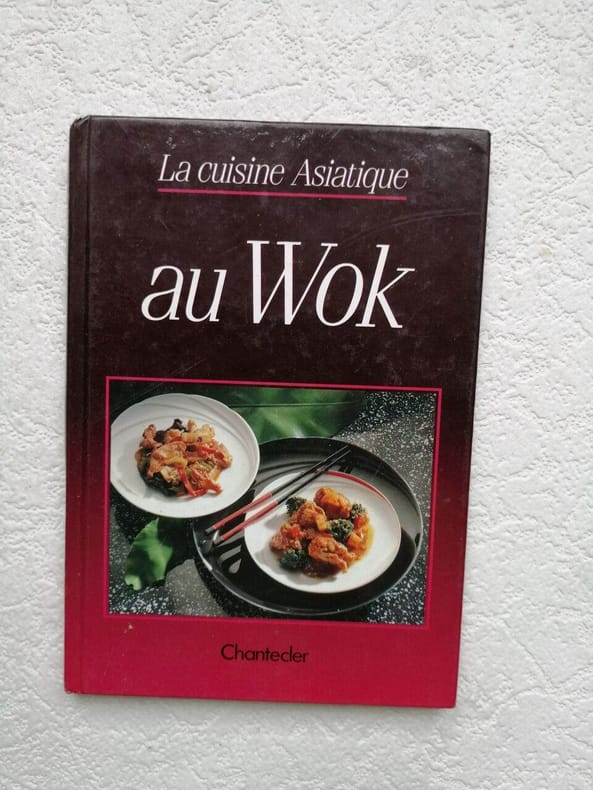 La cuisine Asiatique
au Wok
Chantecler